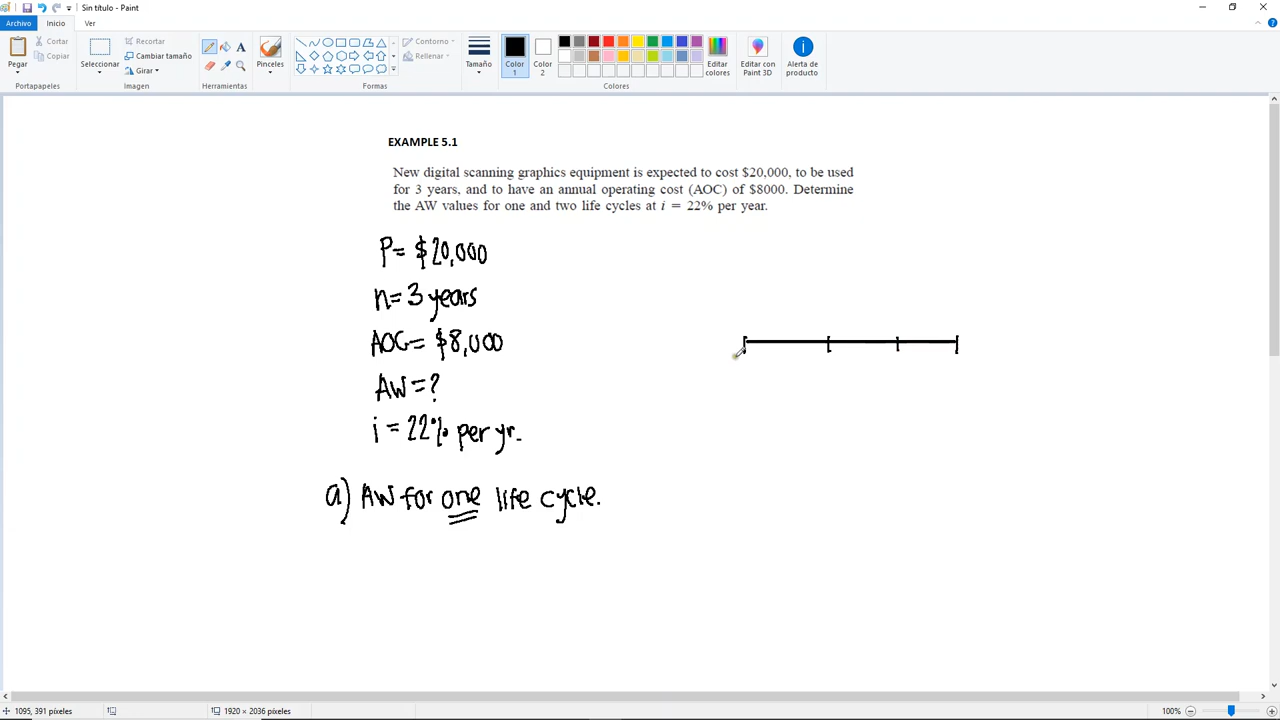 Sin título - Paint
Archivo Inicio Ver
Pegar
Cortar
Copiar
Portapapeles
Seleccionar
Recortar
Cambiar tamaño
Girar
Imagen
A
Herramientas
Pinceles
Contorno
Rellenar
Formas
Tamaño
Color 1
Color 2
Editar colores
Colores
Editar con Paint 3D
Alerta de producto
EXAMPLE 5.1
New digital scanning graphics equipment is expected to cost $20,000, to be used
for 3 years, and to have an annual operating cost (AOC) of $8000. Determine
the AW values for one and two life cycles at i = 22% per year.
P= $20,000
n= 3 years
AOC= $8,000
AW = ?
i = 22% per yr.
a) AW for one life cycle.
1095, 391 píxeles
1920 × 2036 píxeles
100%